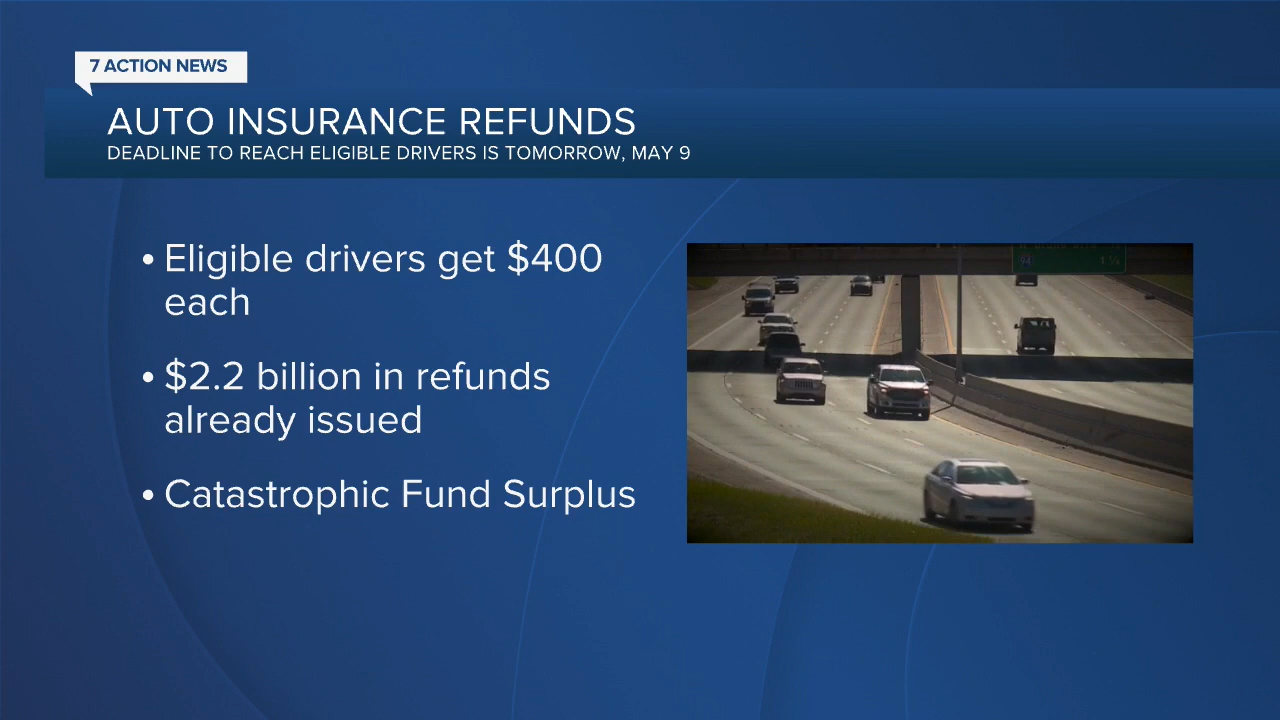 7 ACTION NEWS
AUTO INSURANCE REFUNDS
DEADLINE TO REACH ELIGIBLE DRIVERS IS TOMORROW, MAY 9
• Eligible drivers get $400
each
• $2.2 billion in refunds
already issued
• Catastrophic Fund Surplus
94